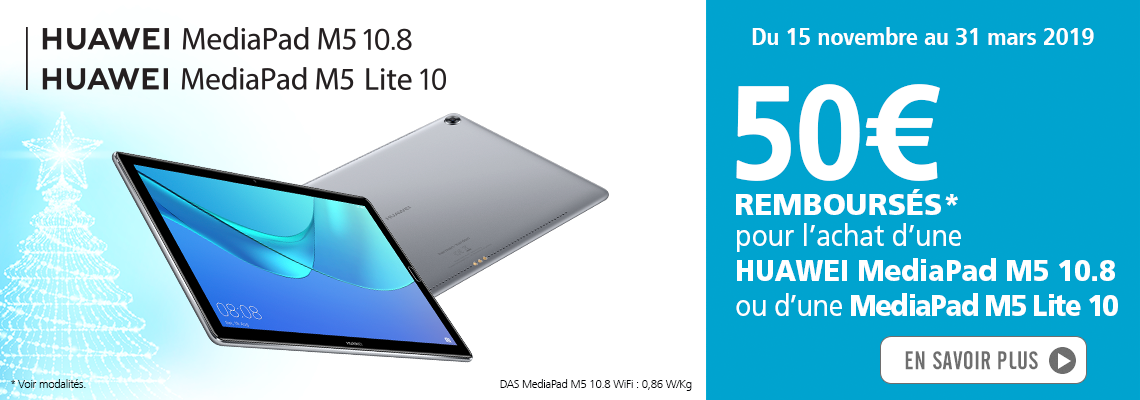 HUAWEI MediaPad M5 10.8
HUAWEI MediaPad M5 Lite 10
08:08
HUAWEI
HUAWEI
* Voir modalités.
DAS MediaPad M5 10.8 WiFi : 0,86 W/Kg
Du 15 novembre au 31 mars 2019
50€
REMBOURSÉS*
pour l'achat d'une
HUAWEI MediaPad M5 10.8
ou d'une MediaPad M5 Lite 10
EN SAVOIR PLUS